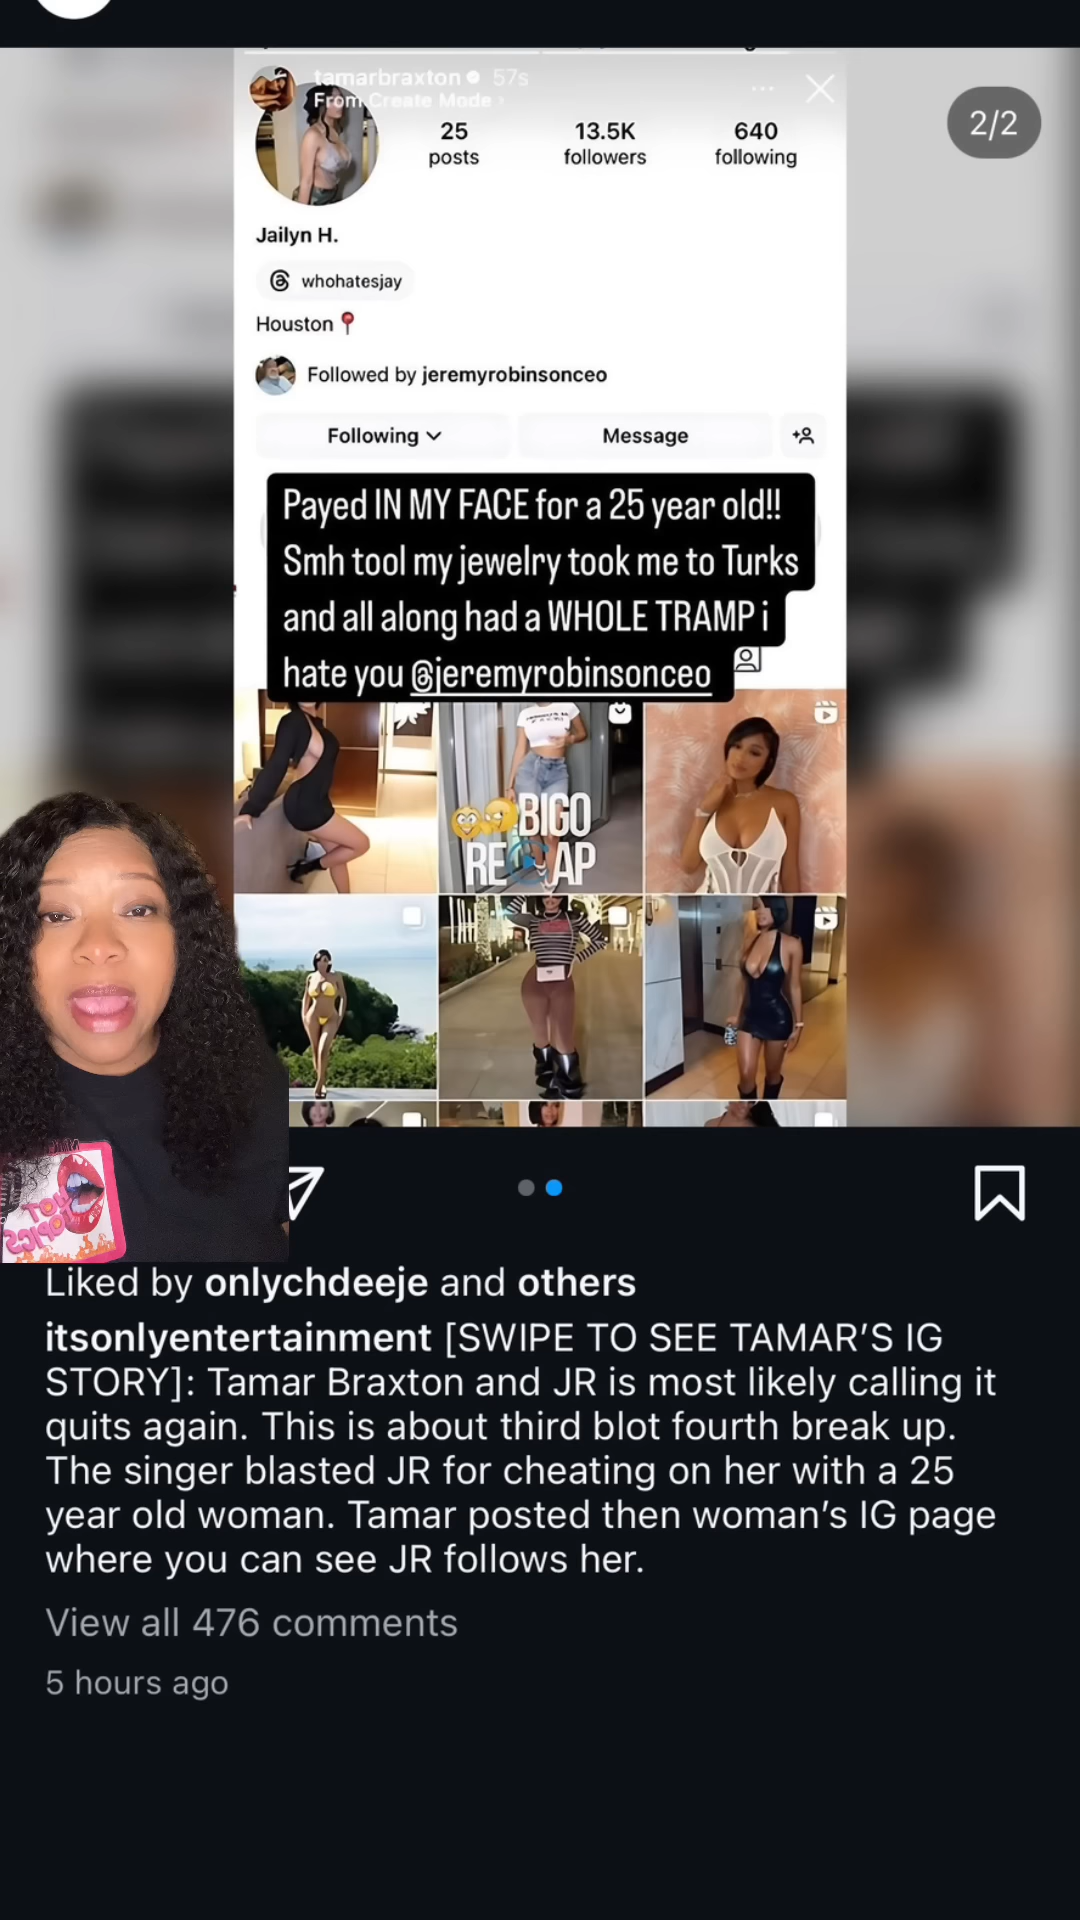 tamarbraxton 57s
From Create Mode ›
2/2
25 13.5K 640
posts followers following
Jailyn H.
whohatesjay
Houston
Followed by jeremyrobinsonceo
Following Message
Payed IN MY FACE for a 25 year old!!
Smh tool my jewelry took me to Turks
and all along had a WHOLE TRAMP i
hate you @jeremyrobinsonceo
BIGO
RECAP
HOT
TOPICS
Liked by onlychdeeje and others
itsonlyentertainment [SWIPE TO SEE TAMAR’S IG
STORY]: Tamar Braxton and JR is most likely calling it
quits again. This is about third blot fourth break up.
The singer blasted JR for cheating on her with a 25
year old woman. Tamar posted then woman’s IG page
where you can see JR follows her.
View all 476 comments
5 hours ago